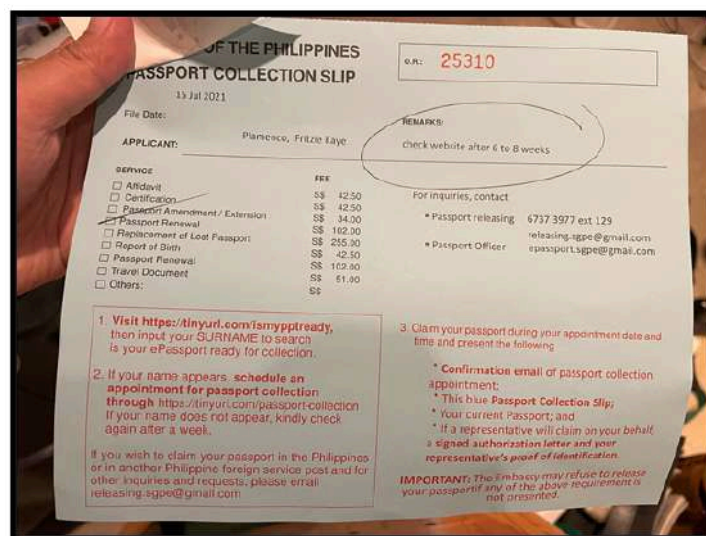 OF THE PHILIPPINES
PASSPORT COLLECTION SLIP
O.R.: 25310
15 Jul 2021
File Date:
REMARKS:
check website after 6 to 8 weeks
APPLICANT:
Fritzie Kaye
SERVICE FEE
☐ Affidavit S$ 42.50
☐ Certification S$ 42.50
☐ Passport Amendment / Extension S$ 34.00
☐ Passport Renewal S$ 102.00
☐ Replacement of Lost Passport S$ 255.00
☐ Report of Birth S$ 42.50
☐ Passport Renewal S$ 102.00
☐ Travel Document S$ 51.00
☐ Others: S$
For inquiries, contact
* Passport releasing 6737 3977 ext 129
releasing.sgpe@gmail.com
* Passport Officer epassport.sgpe@gmail.com
1. Visit https://tinyurl.com/ismypptready,
then input your SURNAME to search
is your ePassport ready for collection.
2. If your name appears, schedule an
appointment for passport collection
through https://tinyurl.com/passport-collection
If your name does not appear, kindly check
again after a week.
If you wish to claim your passport in the Philippines
or in another Philippine foreign service post and for
other inquiries and requests, please email
releasing.sgpe@gmail.com
3. Claim your passport during your appointment date and
time and present the following
* Confirmation email of passport collection
appointment;
* This blue Passport Collection Slip;
* Your current Passport; and
* If a representative will claim on your behalf,
a signed authorization letter and your
representative's proof of identification.
IMPORTANT: The Embassy may refuse to release
your passport if any of the above requirement is
not presented.